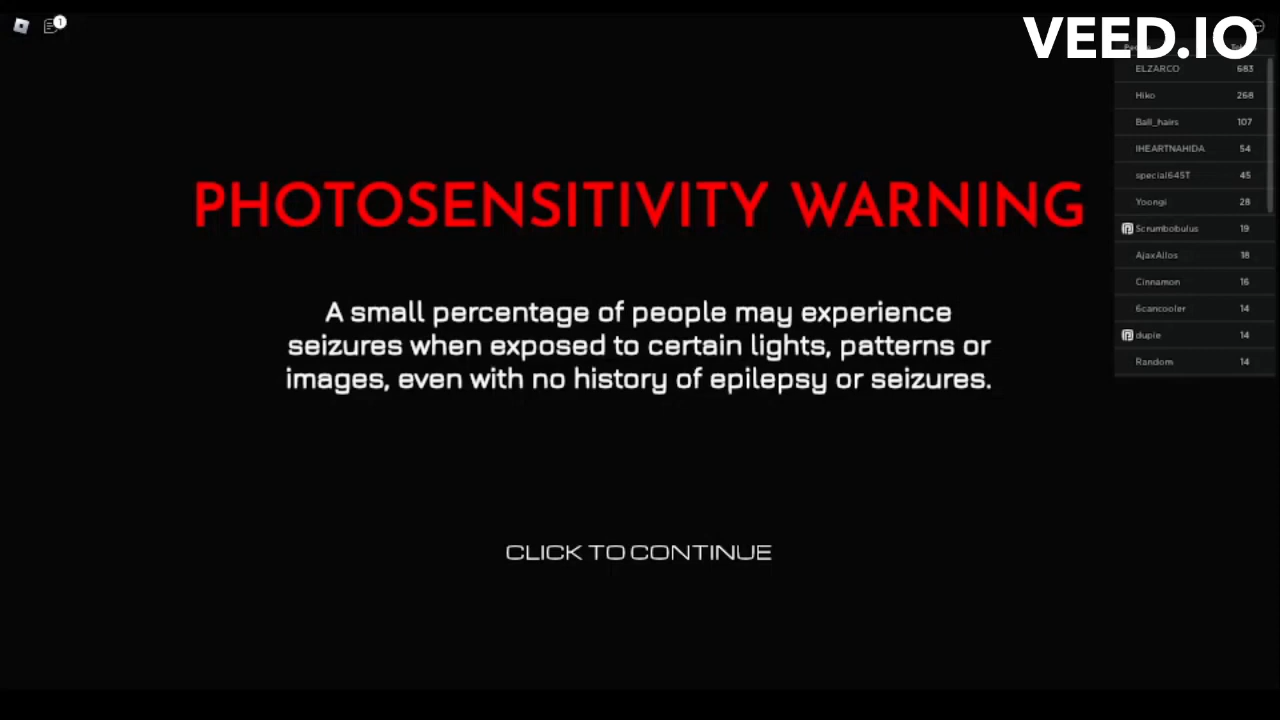 1
VEED.IO
PHOTOSENSITIVITY WARNING
A small percentage of people may experience
seizures when exposed to certain lights, patterns or
images, even with no history of epilepsy or seizures.
CLICK TO CONTINUE
ELZARCO 683
Hiko 268
Ball_hairs 107
IHEARTNAHIDA 54
special645T 45
Yoongi 28
Scrumbobulus 19
AjaxAllos 18
Cinnamon 16
6cancooler 14
dupie 14
Random 14